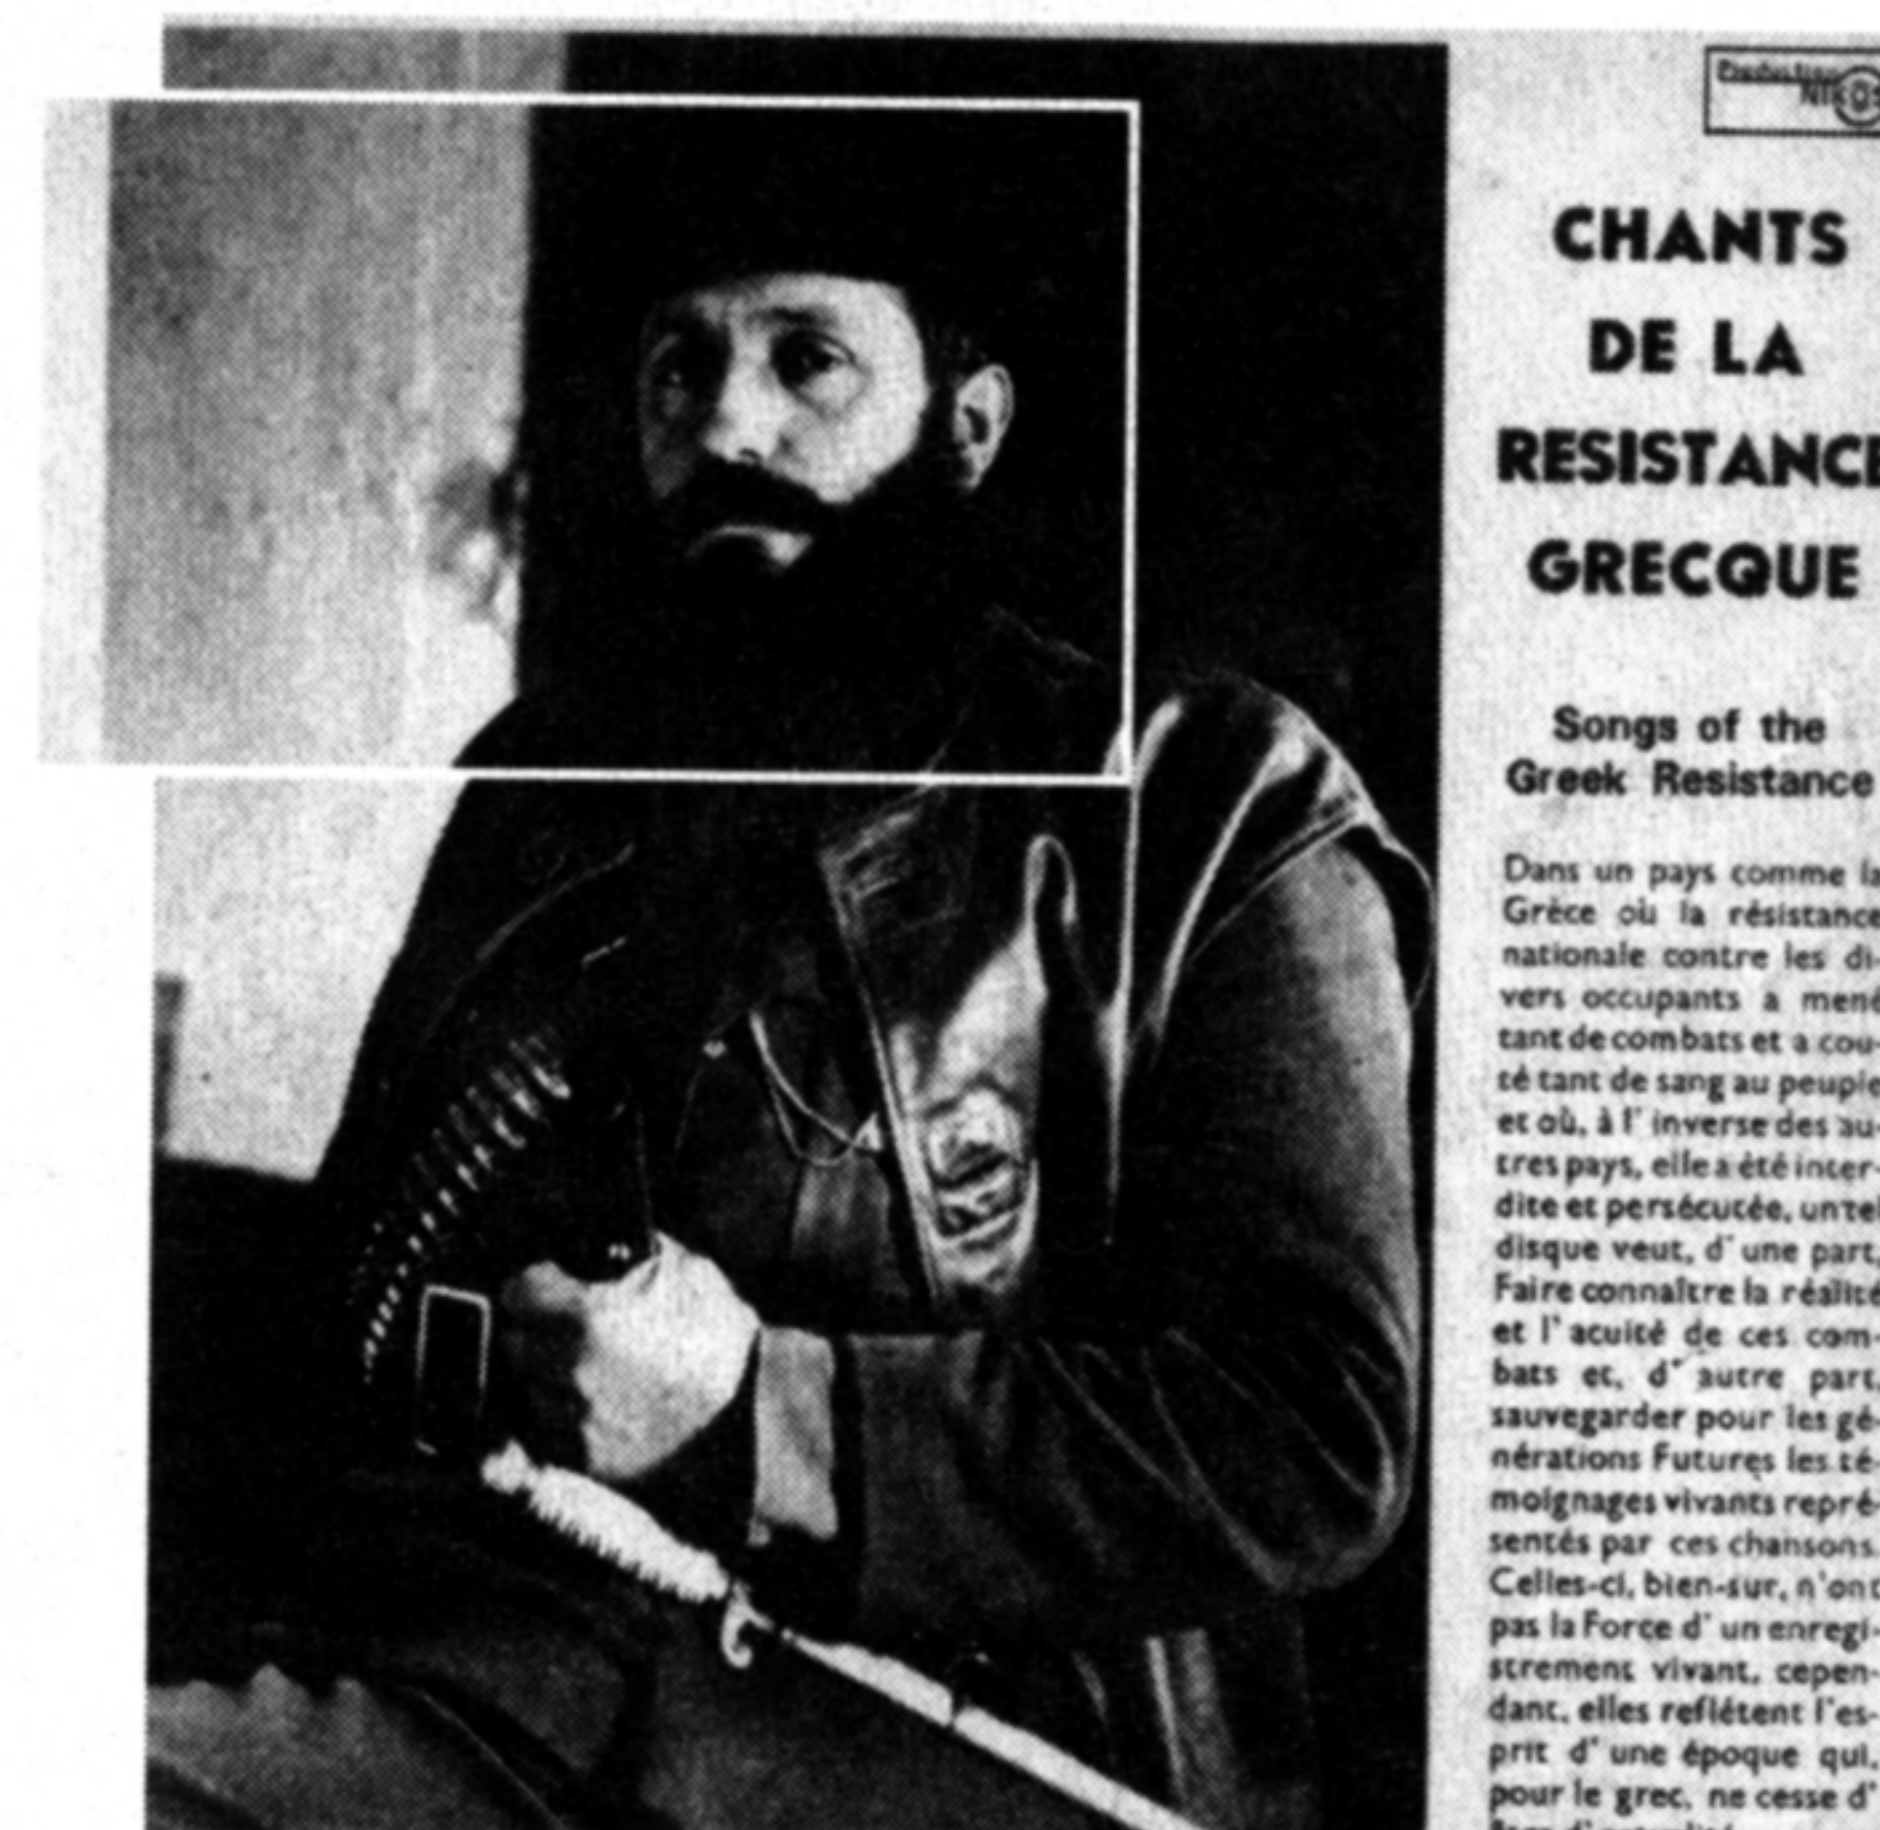 NIKOS
CHANTS
DE LA
RESISTANCE
GRECQUE
Songs of the
Greek Resistance
Dans un pays comme la
Grèce où la résistance
nationale contre les di-
vers occupants a mené
tant de combats et a cou-
té tant de sang au peuple
et où, à l' inverse des au-
tres pays, elle a été inter-
dite et persécutée, un tel
disque veut, d' une part,
Faire connaître la réalité
et l' acuité de ces com-
bats et, d' autre part,
sauvegarder pour les gé-
nérations Futures les té-
moignages vivants repré-
sentés par ces chansons.
Celles-ci, bien-sur, n'ont
pas la Force d' un enregi-
strement vivant, cepen-
dant, elles reflétent l'es-
prit d' une époque qui,
pour le grec, ne cesse d'